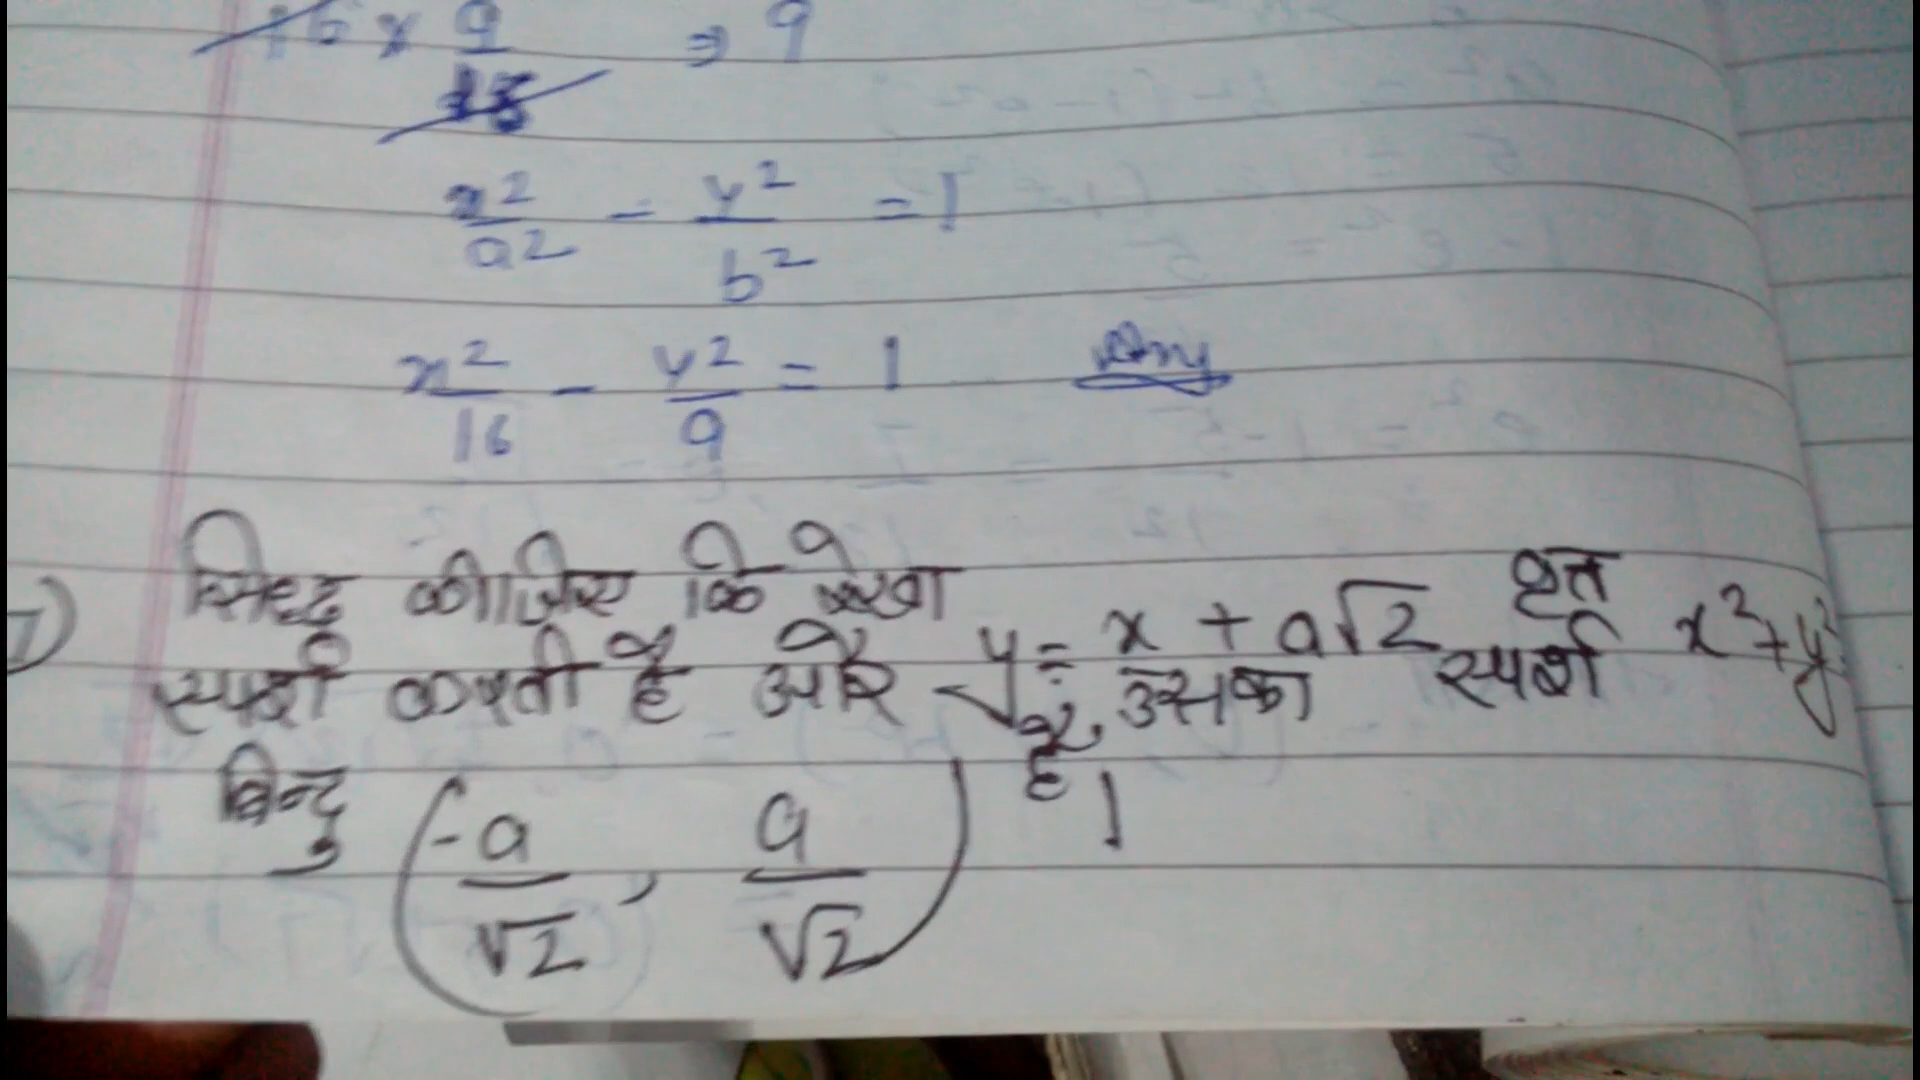 16 × 9/16 ⇒ 9
x²/a² - y²/b² = 1
x²/16 - y²/9 = 1 Ans
7) सिध्द कीजिए कि रेखा y = x + a√2 वृत्त x² + y²
स्पर्श करती है और उसका स्पर्श
बिन्दु (-a/√2, a/√2) है।